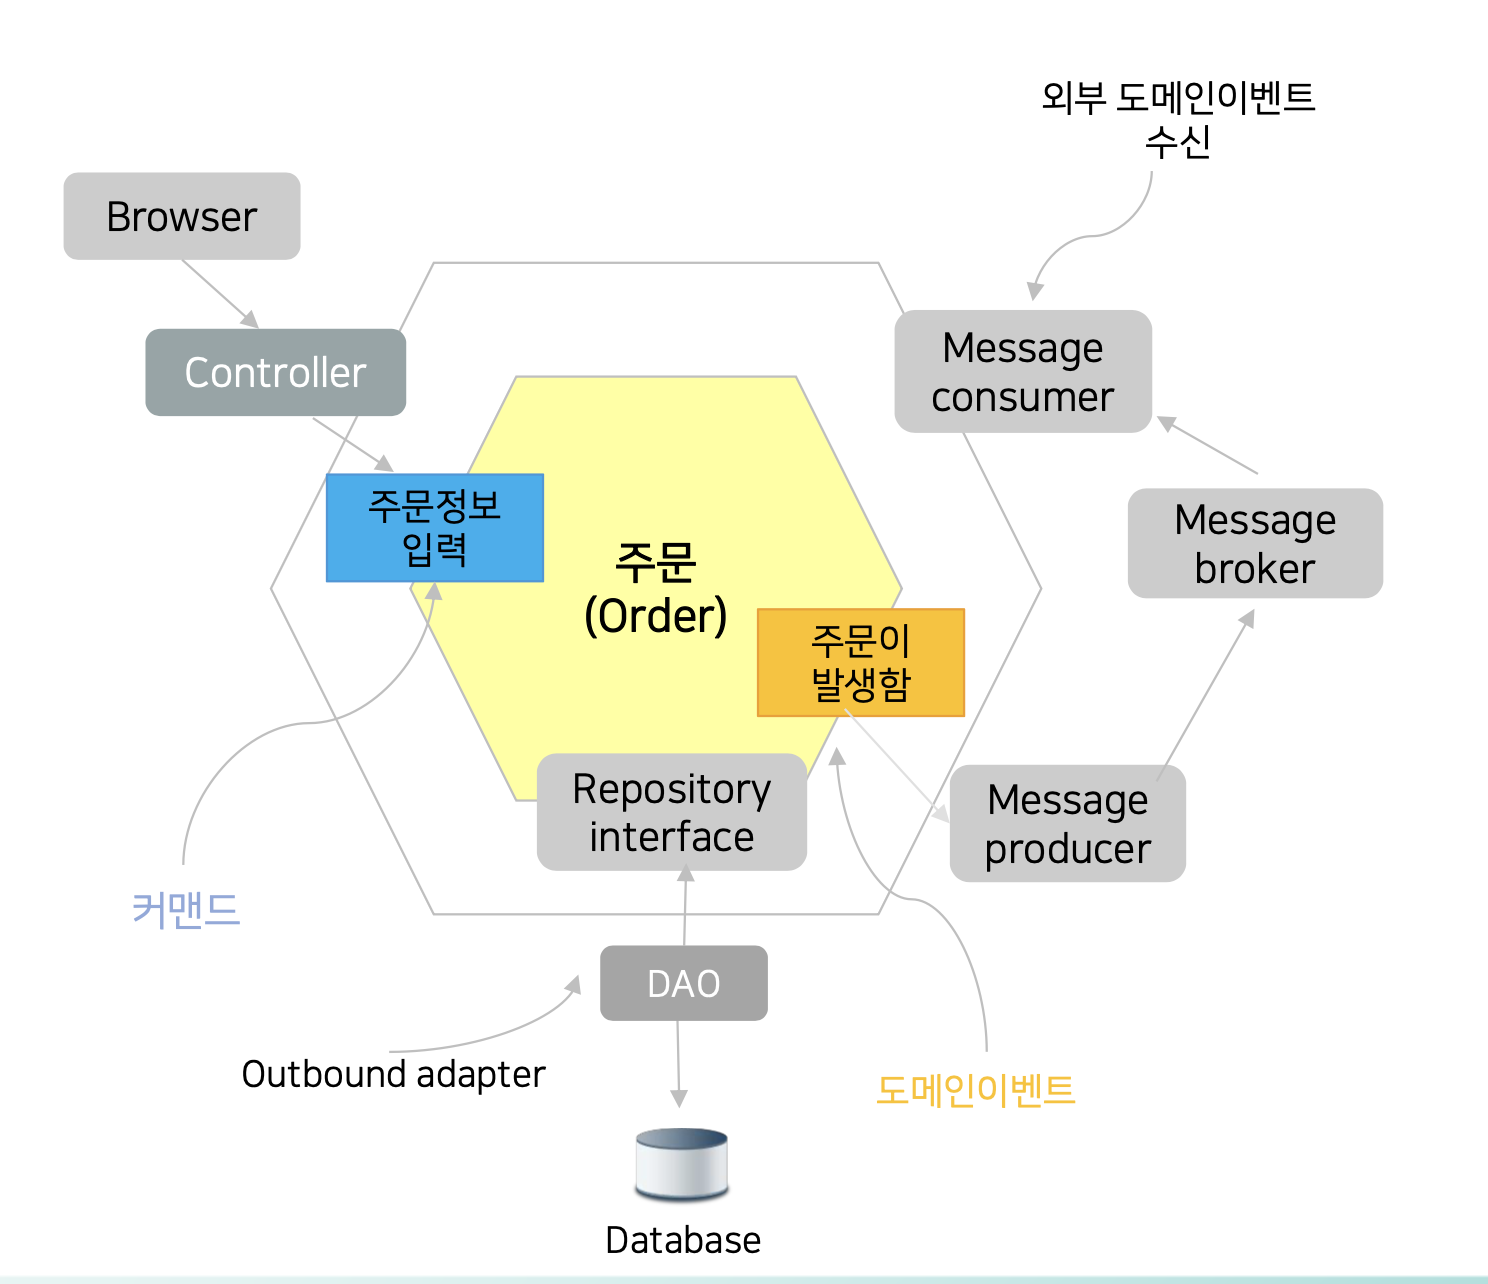 외부 도메인이벤트
수신
Browser
Controller
Message
consumer
주문정보
입력
주문
(Order)
Message
broker
주문이
발생함
Repository
interface
Message
producer
커맨드
DAO
Outbound adapter
도메인이벤트
Database